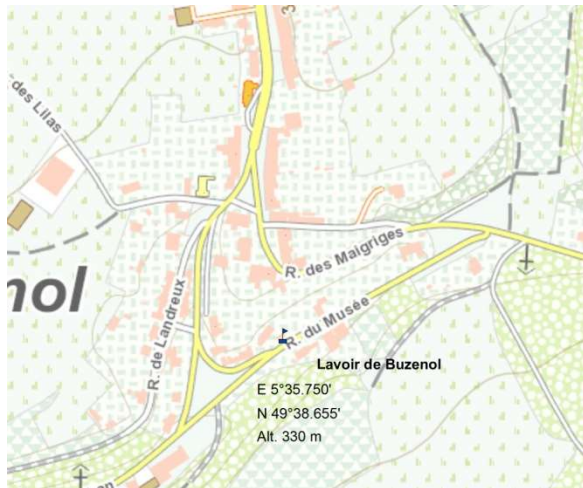 des Lilas
nol
R. des Maigriges
R. de Landreux
R. du Musée
Lavoir de Buzenol
E 5°35.750'
N 49°38.655'
Alt. 330 m